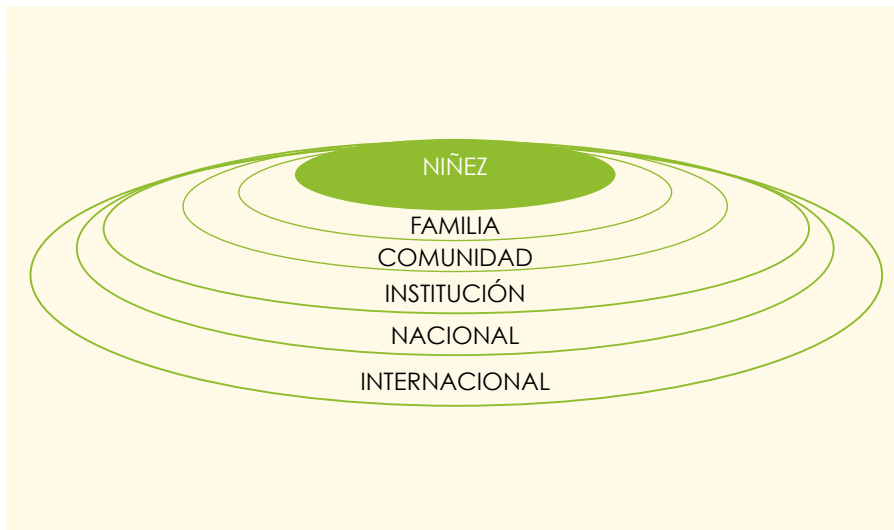 NIÑEZ
FAMILIA
COMUNIDAD
INSTITUCIÓN
NACIONAL
INTERNACIONAL